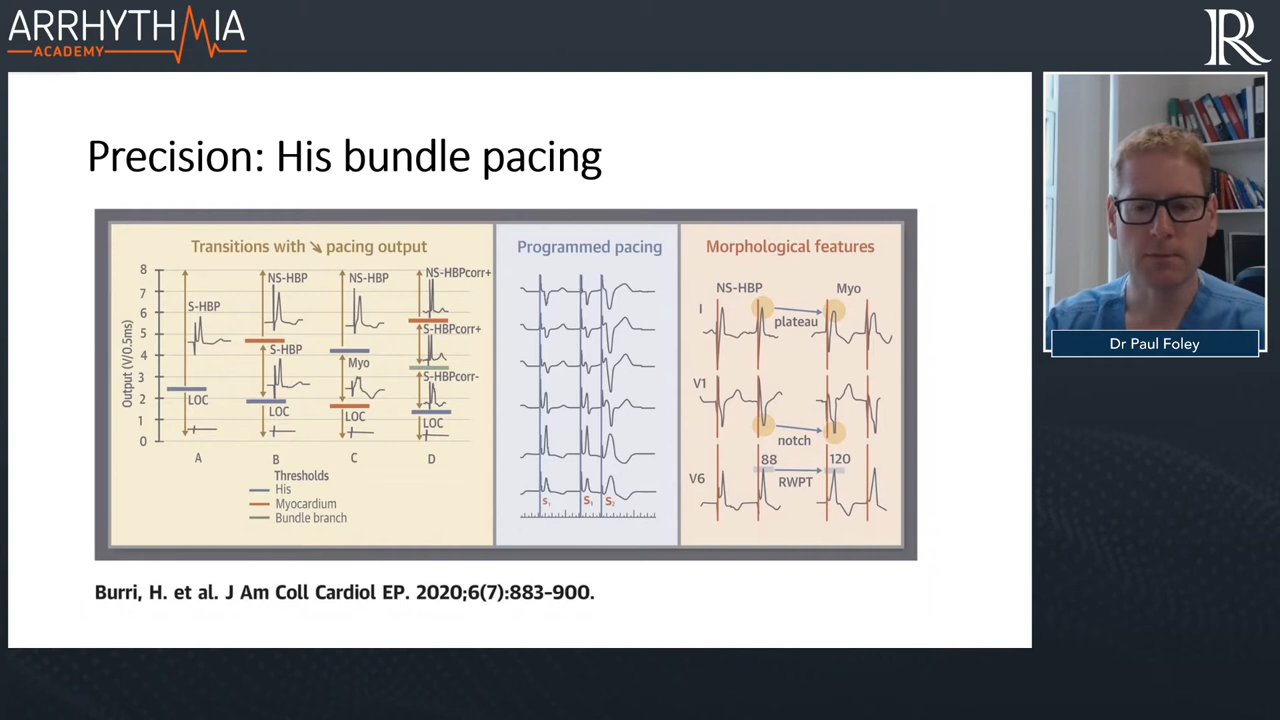 ARRHYTHMIA
ACADEMY
R
Precision: His bundle pacing
Transitions with ↘ pacing output
8
7
6
5
4
3
2
1
0
Output (V/0.5ms)
S-HBP
LOC
A
NS-HBP
S-HBP
LOC
B
NS-HBP
Myo
LOC
C
NS-HBPcorr+
S-HBPcorr+
S-HBPcorr-
LOC
D
Thresholds
His
Myocardium
Bundle branch
Programmed pacing
S₁
S₁
S₂
Morphological features
NS-HBP
Myo
I
plateau
V1
notch
88
120
V6
RWPT
Burri, H. et al. J Am Coll Cardiol EP. 2020;6(7):883-900.
Dr Paul Foley